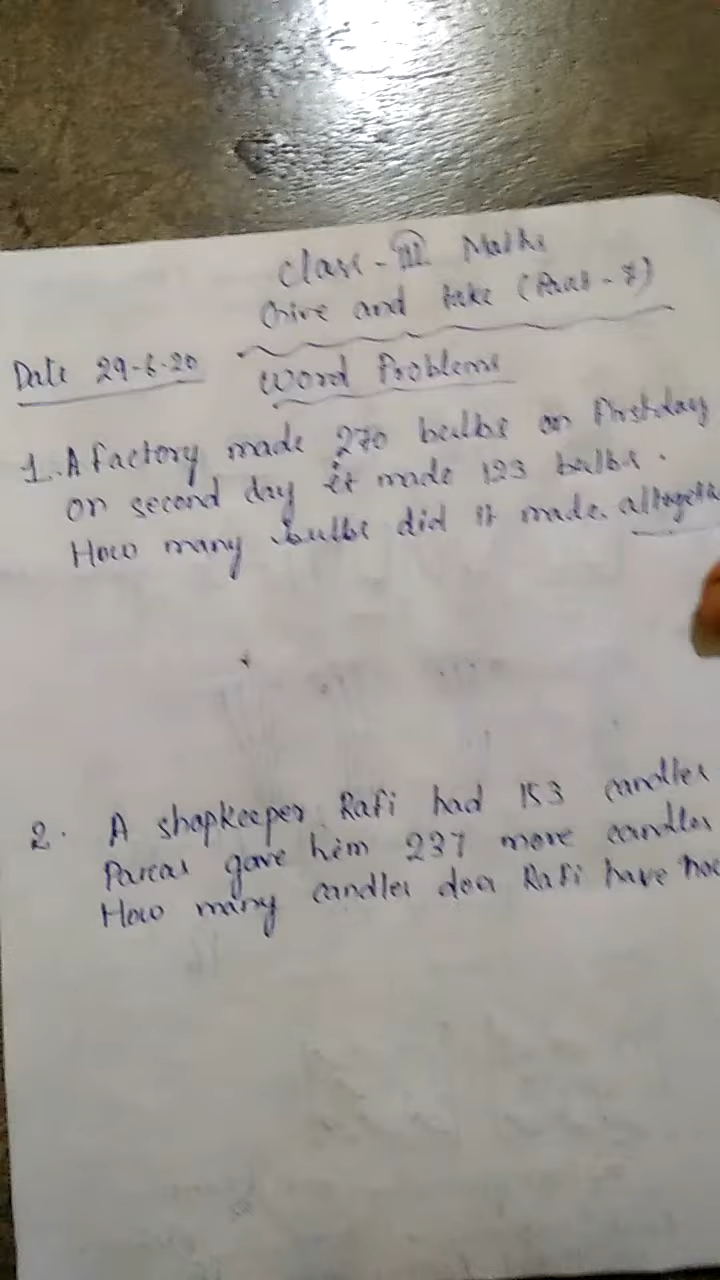 Class - III Maths
Give and take (Part - 7)
Date 29-6-20
Word Problems
1. A factory made 270 bulbs on first day
on second day it made 123 bulbs.
How many bulbs did it made. altogethe
2. A shopkeeper Rafi had 153 candles
Paras gave him 237 more candles
How many candles does Rafi have now